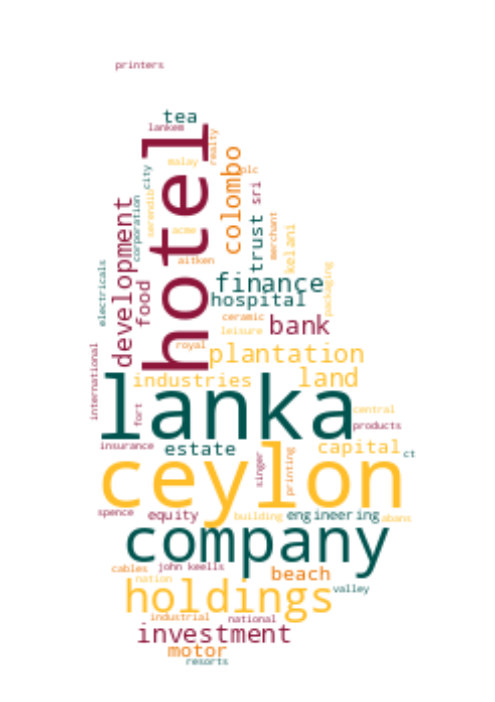 printers
tea
lankem
hotel
realty
malay
colombo
plc
city
sri
serendib
corporation
development
merchant
trust
kelani
acme
aitken
electricals
food
finance
packaging
hospital
ceramic
bank
leisure
royal
plantation
international
industries
land
lanka
fort
central
products
insurance
estate
capital
ct
singer
printing
ceylon
spence
equity
building
engineering
abans
company
cables
john keells
nation
beach
valley
holdings
industrial
national
investment
motor
resorts